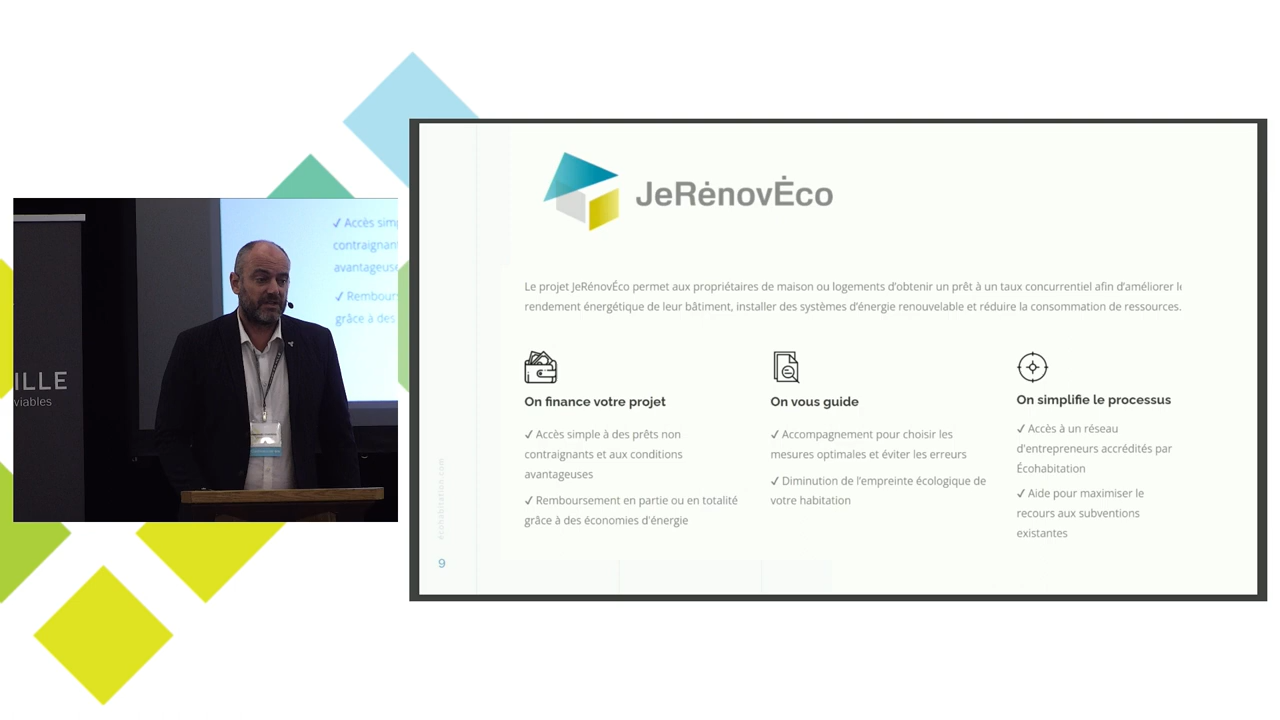 ✓ Accès simp
contraignant
avantageuse
✓ Rembour
grâce à des
ILLE
viables
JeRénovÉco
Le projet JeRénovÉco permet aux propriétaires de maison ou logements d'obtenir un prêt à un taux concurrentiel afin d'améliorer le
rendement énergétique de leur bâtiment, installer des systèmes d'énergie renouvelable et réduire la consommation de ressources.
On finance votre projet
✓ Accès simple à des prêts non
contraignants et aux conditions
avantageuses
✓ Remboursement en partie ou en totalité
grâce à des économies d'énergie
On vous guide
✓ Accompagnement pour choisir les
mesures optimales et éviter les erreurs
✓ Diminution de l'empreinte écologique de
votre habitation
On simplifie le processus
✓ Accès à un réseau
d'entrepreneurs accrédités par
Écohabitation
✓ Aide pour maximiser le
recours aux subventions
existantes
écohabitation.com
9